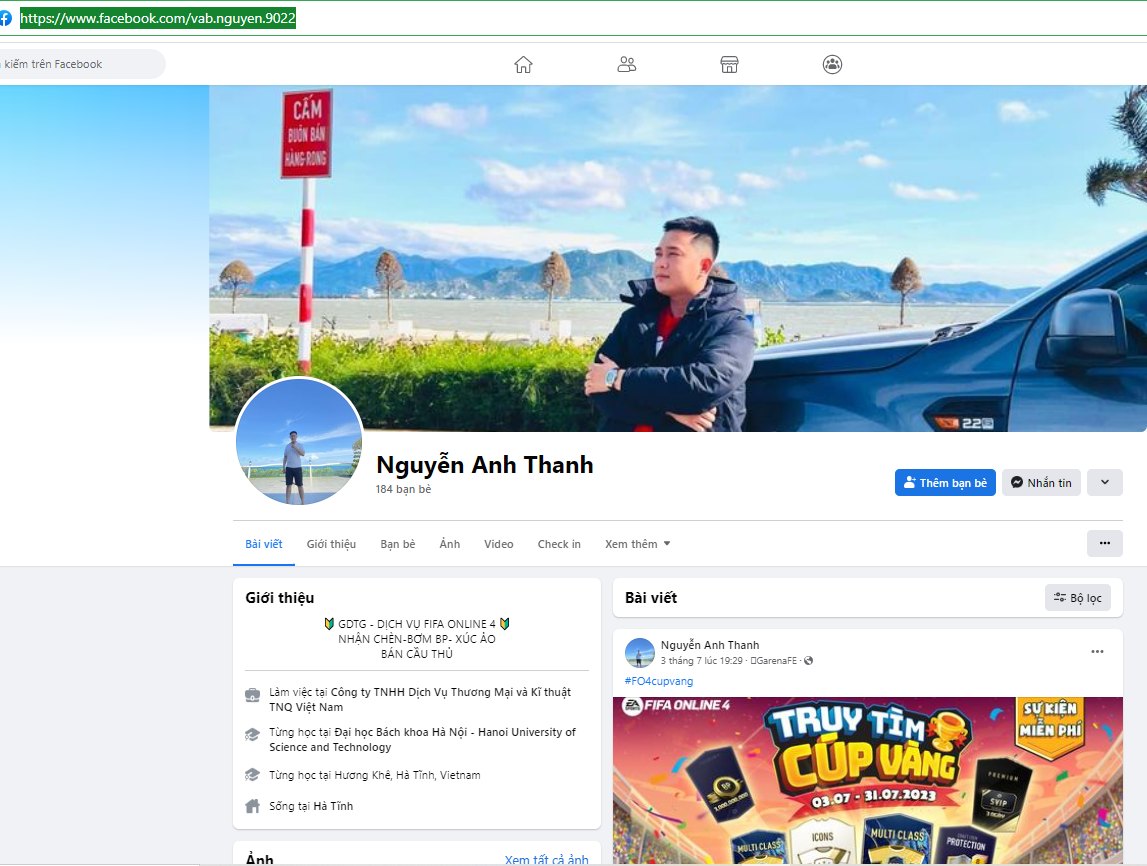 https://www.facebook.com/vab.nguyen.9022
kiếm trên Facebook
CẤM
BUÔN BÁN
HÀNG RONG
2.2
Nguyễn Anh Thanh
184 bạn bè
Thêm bạn bè
Nhắn tin
Bài viết Giới thiệu Bạn bè Ảnh Video Check in Xem thêm
Giới thiệu
GDTG - DỊCH VỤ FIFA ONLINE 4
NHẬN CHÈN-BƠM BP- XÚC ẢO
BÁN CẦU THỦ
Làm việc tại Công ty TNHH Dịch Vụ Thương Mại và Kĩ thuật
TNQ Việt Nam
Từng học tại Đại học Bách khoa Hà Nội - Hanoi University of
Science and Technology
Từng học tại Hương Khê, Hà Tĩnh, Vietnam
Sống tại Hà Tĩnh
Ảnh
Xem tất cả ảnh
Bài viết
Bộ lọc
Nguyễn Anh Thanh
3 tháng 7 lúc 19:29 · GarenaFE ·
#FO4cupvang
EA FIFA ONLINE 4
SỰ KIỆN
MIỄN PHÍ
TRUY TÌM
CÚP VÀNG
03.07 - 31.07.2023
PREMIUM
SVIP
ICONS
MULTI CLASS
MULTI CLASS
PROTECTION